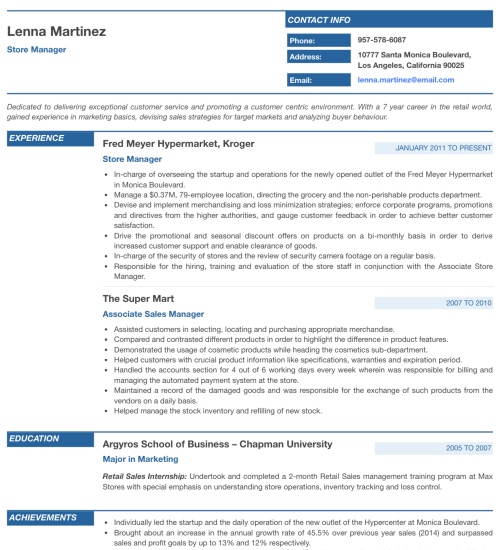 CONTACT INFO
Lenna Martinez
Store Manager
Phone: 957-578-6087
Address: 10777 Santa Monica Boulevard,
Los Angeles, California 90025
Email: lenna.martinez@email.com
Dedicated to delivering exceptional customer service and promoting a customer centric environment. With a 7 year career in the retail world,
gained experience in marketing basics, devising sales strategies for target markets and analyzing buyer behaviour.
EXPERIENCE
Fred Meyer Hypermarket, Kroger
JANUARY 2011 TO PRESENT
Store Manager
• In-charge of overseeing the startup and operations for the newly opened outlet of the Fred Meyer Hypermarket
in Monica Boulevard.
• Manage a $0.37M, 79-employee location, directing the grocery and the non-perishable products department.
• Devise and implement merchandising and loss minimization strategies; enforce corporate programs, promotions
and directives from the higher authorities, and gauge customer feedback in order to achieve better customer
satisfaction.
• Drive the promotional and seasonal discount offers on products on a bi-monthly basis in order to derive
increased customer support and enable clearance of goods.
• In-charge of the security of stores and the review of security camera footage on a regular basis.
• Responsible for the hiring, training and evaluation of the store staff in conjunction with the Associate Store
Manager.
The Super Mart
2007 TO 2010
Associate Sales Manager
• Assisted customers in selecting, locating and purchasing appropriate merchandise.
• Compared and contrasted different products in order to highlight the difference in product features.
• Demonstrated the usage of cosmetic products while heading the cosmetics sub-department.
• Helped customers with crucial product information like specifications, warranties and expiration period.
• Handled the accounts section for 4 out of 6 working days every week wherein was responsible for billing and
managing the automated payment system at the store.
• Maintained a record of the damaged goods and was responsible for the exchange of such products from the
vendors on a daily basis.
• Helped manage the stock inventory and refilling of new stock.
EDUCATION
Argyros School of Business – Chapman University
2005 TO 2007
Major in Marketing
Retail Sales Internship: Undertook and completed a 2-month Retail Sales management training program at Max
Stores with special emphasis on understanding store operations, inventory tracking and loss control.
ACHIEVEMENTS
• Individually led the startup and the daily operation of the new outlet of the Hypercenter at Monica Boulevard.
• Brought about an increase in the annual growth rate of 45.5% over previous year sales (2014) and surpassed
sales and profit goals by up to 13% and 12% respectively.